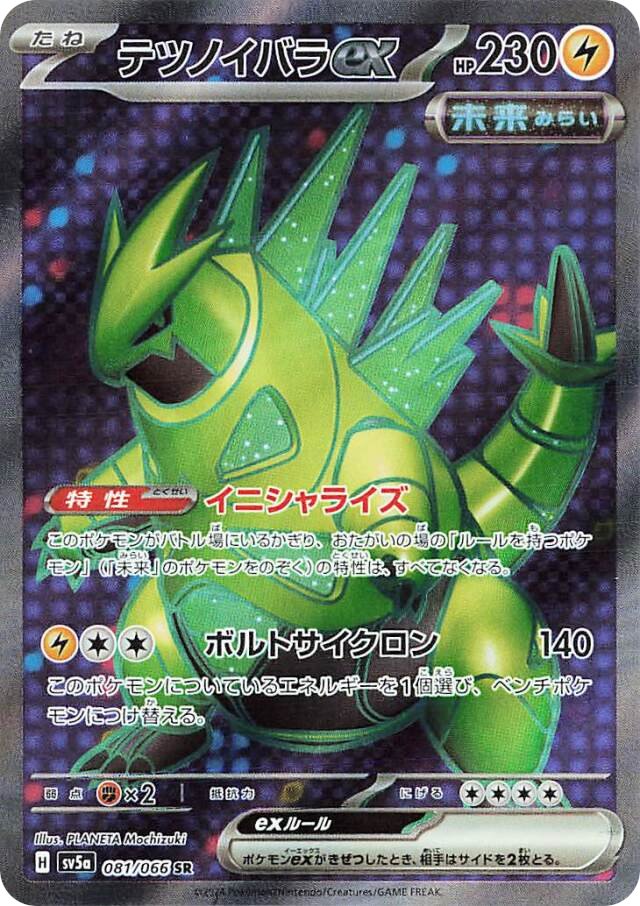 たね テツノイバラex HP230
未来 みらい
特性 とくせい イニシャライズ
このポケモンがバトル場にいるかぎり、おたがいの場の「ルールを持つポケ
モン」(「未来」のポケモンをのぞく)の特性は、すべてなくなる。
ボルトサイクロン 140
このポケモンについているエネルギーを1個選び、ベンチポケ
モンにつけ替える。
弱点 ×2 抵抗力 にげる
exルール
ポケモンexがきぜつしたとき、相手はサイドを2枚とる。
Illus. PLANETA Mochizuki
H sv5a 081/066 SR
©2024 Pokémon/Nintendo/Creatures/GAME FREAK.